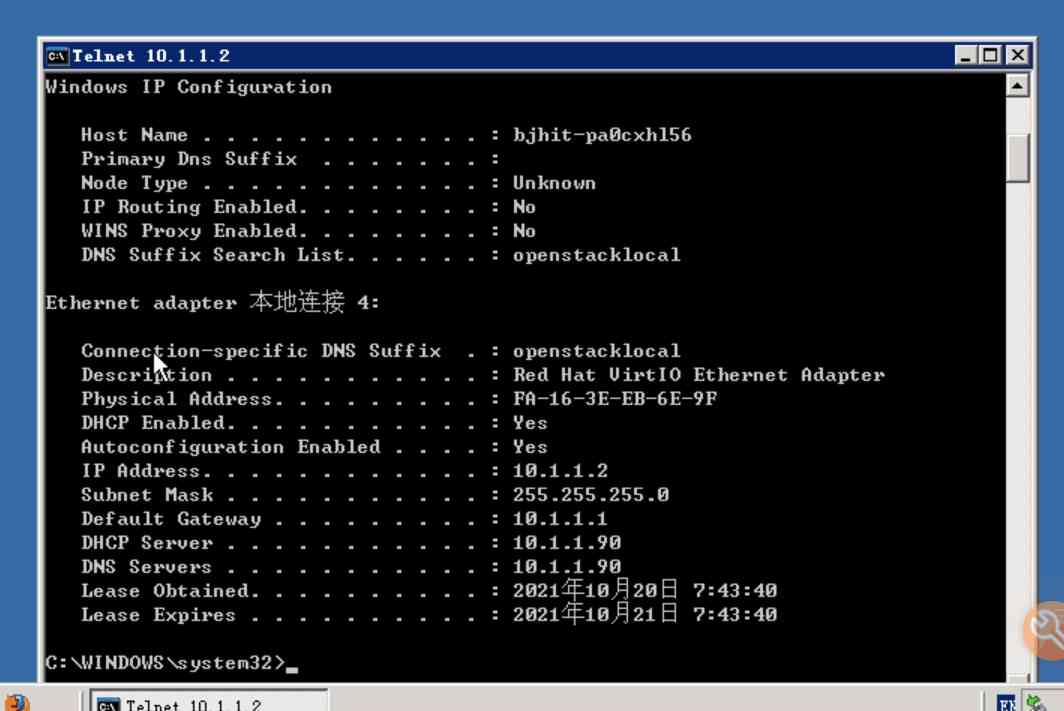 Telnet 10.1.1.2
Windows IP Configuration
Host Name . . . . . . . . . . . . : bjhit-pa0cxhl56
Primary Dns Suffix . . . . . . . :
Node Type . . . . . . . . . . . . : Unknown
IP Routing Enabled. . . . . . . . : No
WINS Proxy Enabled. . . . . . . . : No
DNS Suffix Search List. . . . . . : openstacklocal
Ethernet adapter 本地连接 4:
Connection-specific DNS Suffix . : openstacklocal
Description . . . . . . . . . . . : Red Hat VirtIO Ethernet Adapter
Physical Address. . . . . . . . . : FA-16-3E-EB-6E-9F
DHCP Enabled. . . . . . . . . . . : Yes
Autoconfiguration Enabled . . . . : Yes
IP Address. . . . . . . . . . . . : 10.1.1.2
Subnet Mask . . . . . . . . . . . : 255.255.255.0
Default Gateway . . . . . . . . . : 10.1.1.1
DHCP Server . . . . . . . . . . . : 10.1.1.90
DNS Servers . . . . . . . . . . . : 10.1.1.90
Lease Obtained. . . . . . . . . . : 2021年10月20日 7:43:40
Lease Expires . . . . . . . . . . : 2021年10月21日 7:43:40
C:\WINDOWS\system32>_
Telnet 10.1.1.2
EN